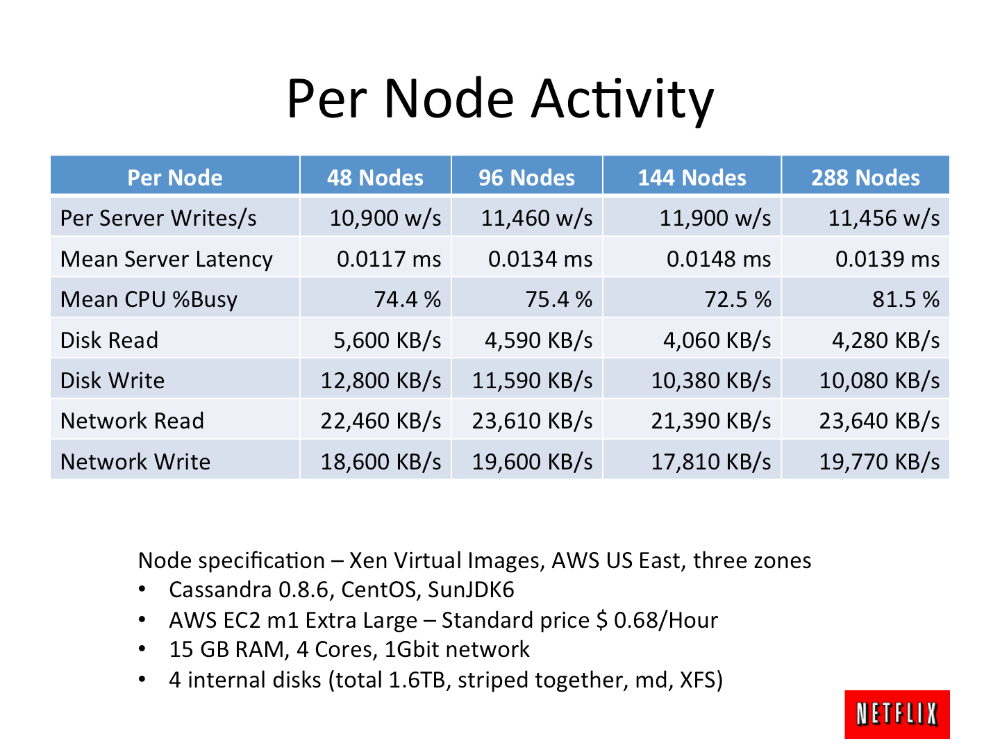 Per Node Activity
Per Node 48 Nodes 96 Nodes 144 Nodes 288 Nodes
Per Server Writes/s 10,900 w/s 11,460 w/s 11,900 w/s 11,456 w/s
Mean Server Latency 0.0117 ms 0.0134 ms 0.0148 ms 0.0139 ms
Mean CPU %Busy 74.4 % 75.4 % 72.5 % 81.5 %
Disk Read 5,600 KB/s 4,590 KB/s 4,060 KB/s 4,280 KB/s
Disk Write 12,800 KB/s 11,590 KB/s 10,380 KB/s 10,080 KB/s
Network Read 22,460 KB/s 23,610 KB/s 21,390 KB/s 23,640 KB/s
Network Write 18,600 KB/s 19,600 KB/s 17,810 KB/s 19,770 KB/s
Node specification – Xen Virtual Images, AWS US East, three zones
• Cassandra 0.8.6, CentOS, SunJDK6
• AWS EC2 m1 Extra Large – Standard price $ 0.68/Hour
• 15 GB RAM, 4 Cores, 1Gbit network
• 4 internal disks (total 1.6TB, striped together, md, XFS)
NETFLIX